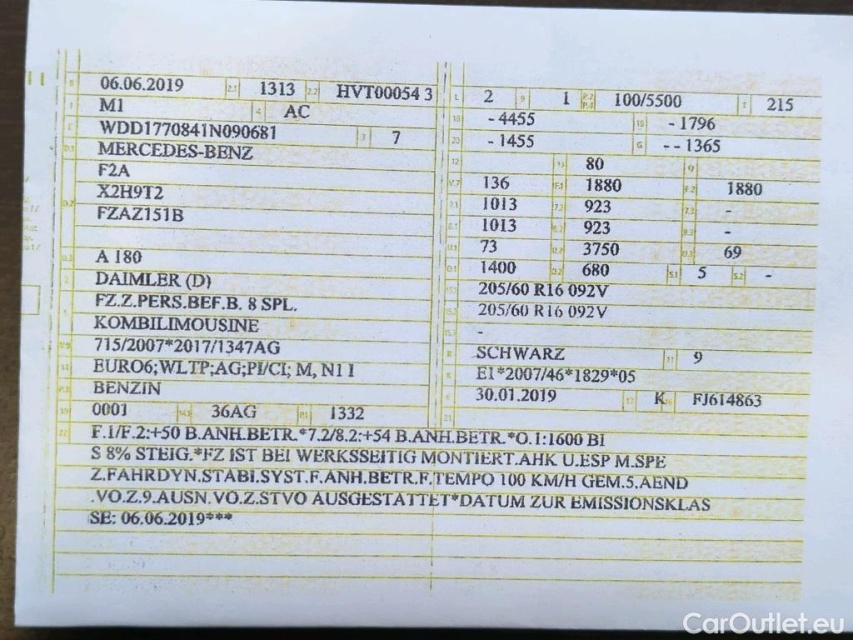 06.06.2019 1313 HVT00054 3
M1 AC
WDD1770841N090681 7
MERCEDES-BENZ
F2A
X2H9T2
FZAZ151B
A 180
DAIMLER (D)
FZ.Z.PERS.BEF.B. 8 SPL.
KOMBILIMOUSINE
715/2007*2017/1347AG
EURO6;WLTP;AG;PI/CI; M, N1 I
BENZIN
0001 36AG 1332
2 1 100/5500 215
- 4455 - 1796
- 1455 - - 1365
80
136 1880 1880
1013 923 -
1013 923 -
73 3750 69
1400 680 5 -
205/60 R16 092V
205/60 R16 092V
-
SCHWARZ 9
E1*2007/46*1829*05
30.01.2019 K FJ614863
F.1/F.2:+50 B.ANH.BETR.*7.2/8.2:+54 B.ANH.BETR.*O.1:1600 BI
S 8% STEIG.*FZ IST BEI WERKSSEITIG MONTIERT.AHK U.ESP M.SPE
Z.FAHRDYN.STABI.SYST.F.ANH.BETR.F.TEMPO 100 KM/H GEM.5.AEND
.VO.Z.9.AUSN.VO.Z.STVO AUSGESTATTET*DATUM ZUR EMISSIONSKLAS
SE: 06.06.2019***
CarOutlet.eu